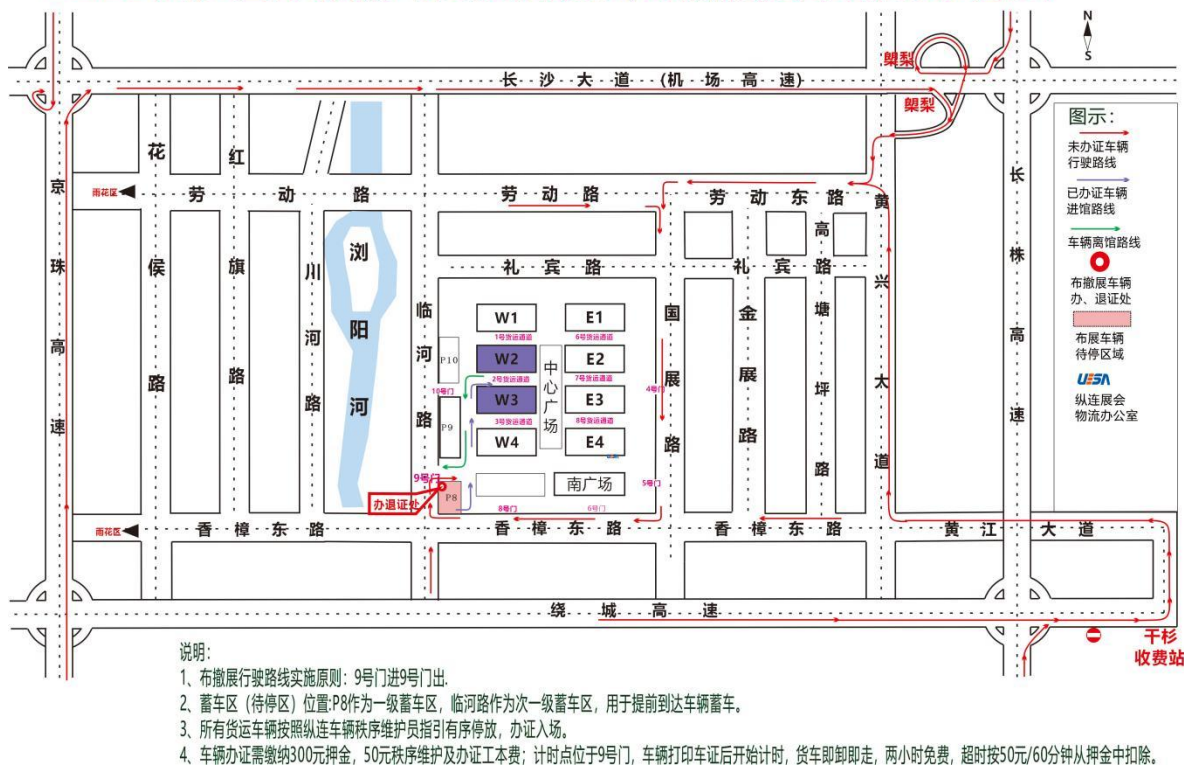 N
S
㮾梨
长沙大道 (机场高速)
㮾梨
图示：
未办证车辆
行驶路线
已办证车辆
进馆路线
车辆离馆路线
布撤展车辆
办、退证处
布展车辆
待停区域
UESA
纵连展会
物流办公室
京珠高速
花侯路
红旗路
川河路
浏阳河
临河路
国展路
金展路
高塘坪路
黄兴大道
长株高速
雨花区
劳动路
劳动路
劳动东路
礼宾路
礼宾路
W1
E1
1号货运通道
6号货运通道
P10
W2
E2
2号货运通道
7号货运通道
中心广场
10号门
4号门
W3
E3
P9
3号货运通道
8号货运通道
W4
E4
9号门
南广场
5号门
办退证处
P8
8号门
6号门
雨花区
香樟东路
香樟东路
香樟东路
黄江大道
绕城高速
干杉
收费站
说明：
1、布撤展行驶路线实施原则：9号门进9号门出.
2、蓄车区（待停区）位置:P8作为一级蓄车区，临河路作为次一级蓄车区，用于提前到达车辆蓄车。
3、所有货运车辆按照纵连车辆秩序维护员指引有序停放，办证入场。
4、车辆办证需缴纳300元押金，50元秩序维护及办证工本费；计时点位于9号门，车辆打印车证后开始计时，货车即卸即走，两小时免费，超时按50元/60分钟从押金中扣除。